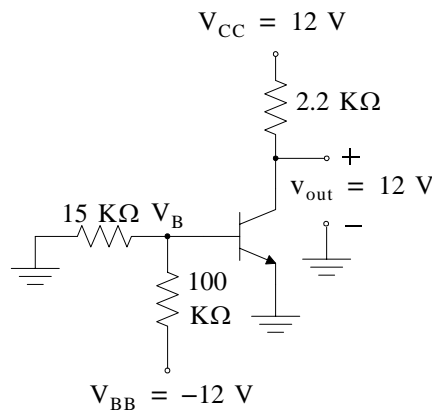 V_CC = 12 V
2.2 KΩ
+
v_out = 12 V
−
15 KΩ
V_B
100
KΩ
V_BB = −12 V